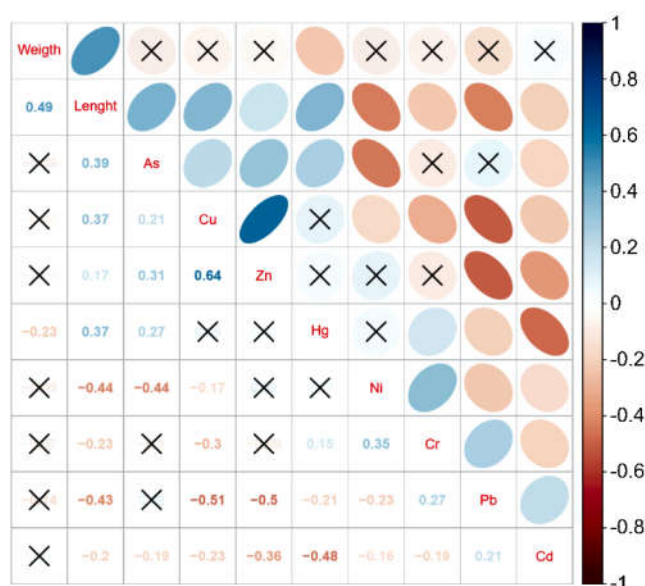 Weigth
0.49 Lenght
0.39 As
0.37 0.21 Cu
0.17 0.31 0.64 Zn
−0.23 0.37 0.27 Hg
−0.44 −0.44 −0.17 Ni
−0.23 −0.3 0.15 0.35 Cr
−0.43 −0.51 −0.5 −0.21 −0.23 0.27 Pb
−0.2 −0.19 −0.23 −0.36 −0.48 −0.16 −0.19 0.21 Cd
1
0.8
0.6
0.4
0.2
0
-0.2
-0.4
-0.6
-0.8
-1